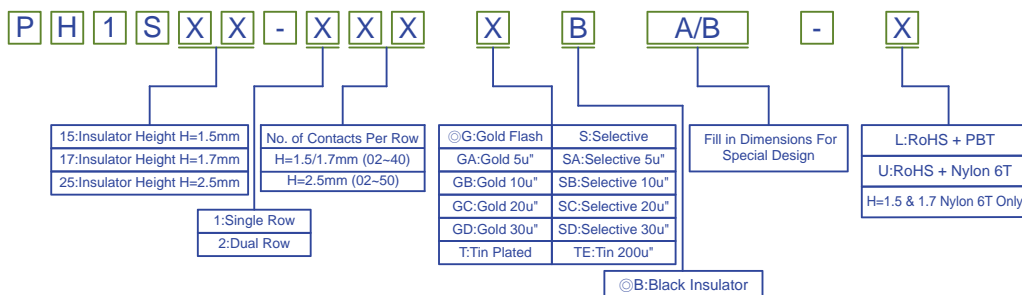 P H 1 S X X - X X X X B A/B - X
15:Insulator Height H=1.5mm
17:Insulator Height H=1.7mm
25:Insulator Height H=2.5mm
1:Single Row
2:Dual Row
No. of Contacts Per Row
H=1.5/1.7mm (02~40)
H=2.5mm (02~50)
◎G:Gold Flash S:Selective
GA:Gold 5u" SA:Selective 5u"
GB:Gold 10u" SB:Selective 10u"
GC:Gold 20u" SC:Selective 20u"
GD:Gold 30u" SD:Selective 30u"
T:Tin Plated TE:Tin 200u"
◎B:Black Insulator
Fill in Dimensions For
Special Design
L:RoHS + PBT
U:RoHS + Nylon 6T
H=1.5 & 1.7 Nylon 6T Only